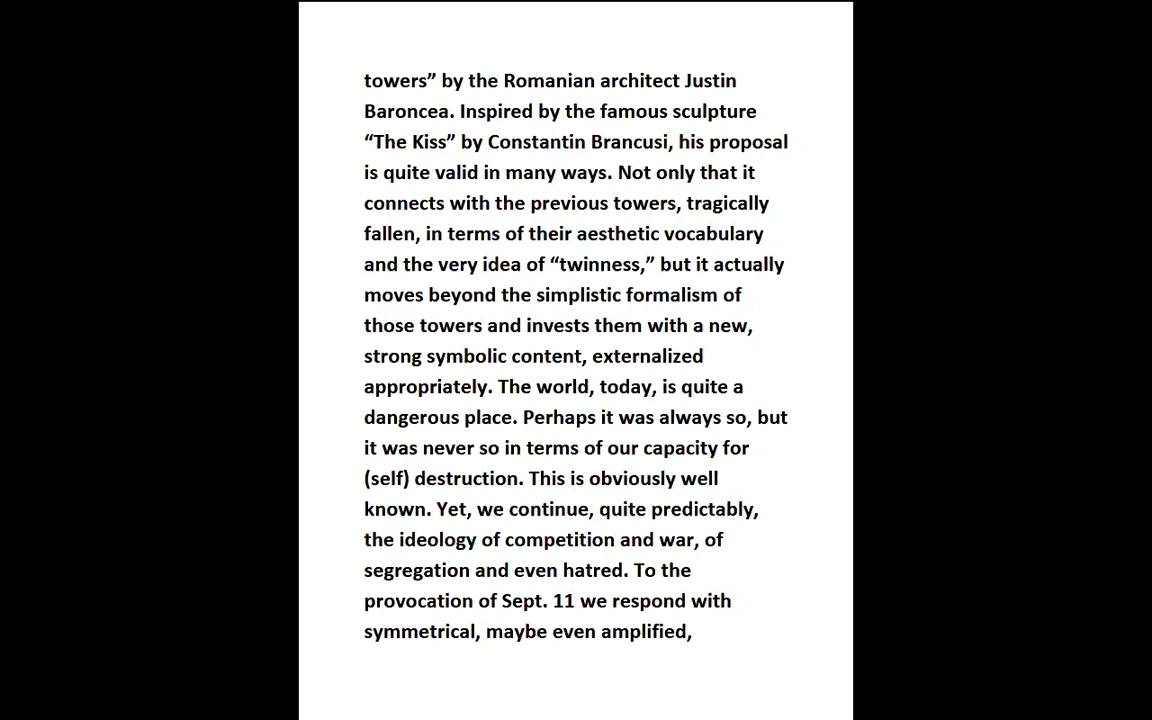 towers” by the Romanian architect Justin
Baroncea. Inspired by the famous sculpture
“The Kiss” by Constantin Brancusi, his proposal
is quite valid in many ways. Not only that it
connects with the previous towers, tragically
fallen, in terms of their aesthetic vocabulary
and the very idea of “twinness,” but it actually
moves beyond the simplistic formalism of
those towers and invests them with a new,
strong symbolic content, externalized
appropriately. The world, today, is quite a
dangerous place. Perhaps it was always so, but
it was never so in terms of our capacity for
(self) destruction. This is obviously well
known. Yet, we continue, quite predictably,
the ideology of competition and war, of
segregation and even hatred. To the
provocation of Sept. 11 we respond with
symmetrical, maybe even amplified,